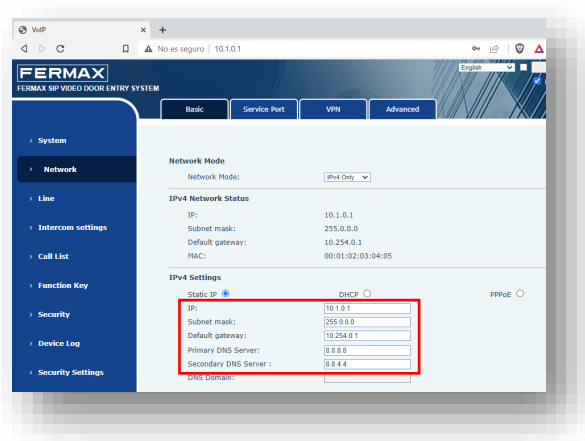 VoIP
No es seguro | 10.1.0.1
FERMAX
FERMAX SIP VIDEO DOOR ENTRY SYSTEM
English
Basic Service Port VPN Advanced
› System
› Network
› Line
› Intercom settings
› Call List
› Function Key
› Security
› Device Log
› Security Settings
Network Mode
Network Mode: IPv4 Only
IPv4 Network Status
IP: 10.1.0.1
Subnet mask: 255.0.0.0
Default gateway: 10.254.0.1
MAC: 00:01:02:03:04:05
IPv4 Settings
Static IP DHCP PPPoE
IP: 10.1.0.1
Subnet mask: 255.0.0.0
Default gateway: 10.254.0.1
Primary DNS Server: 8.8.8.8
Secondary DNS Server : 8.8.4.4
DNS Domain: